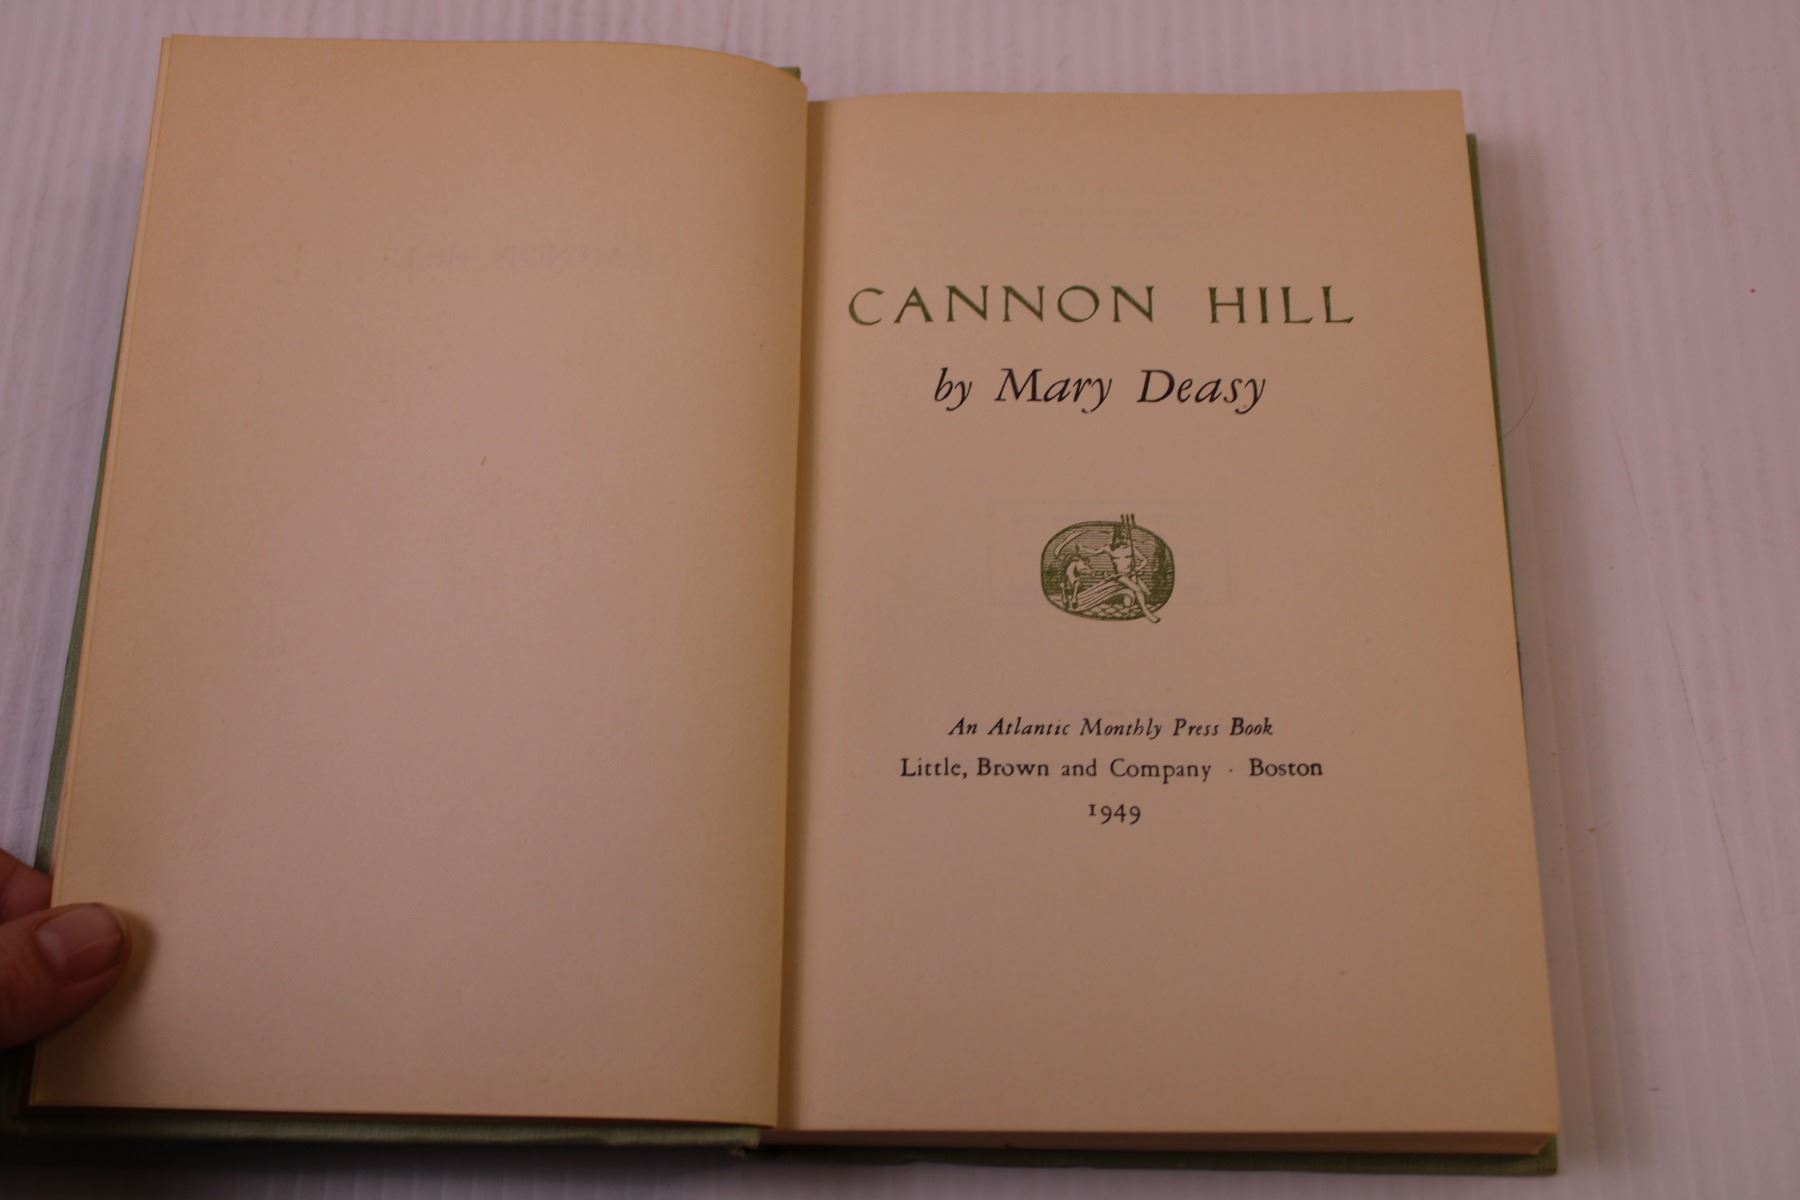 CANNON HILL
by Mary Deasy
An Atlantic Monthly Press Book
Little, Brown and Company · Boston
1949